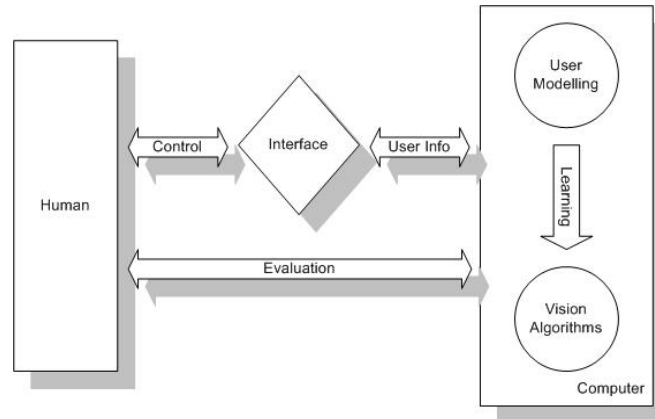 Human
Control
Interface
User Info
Evaluation
User
Modelling
Learning
Vision
Algorithms
Computer